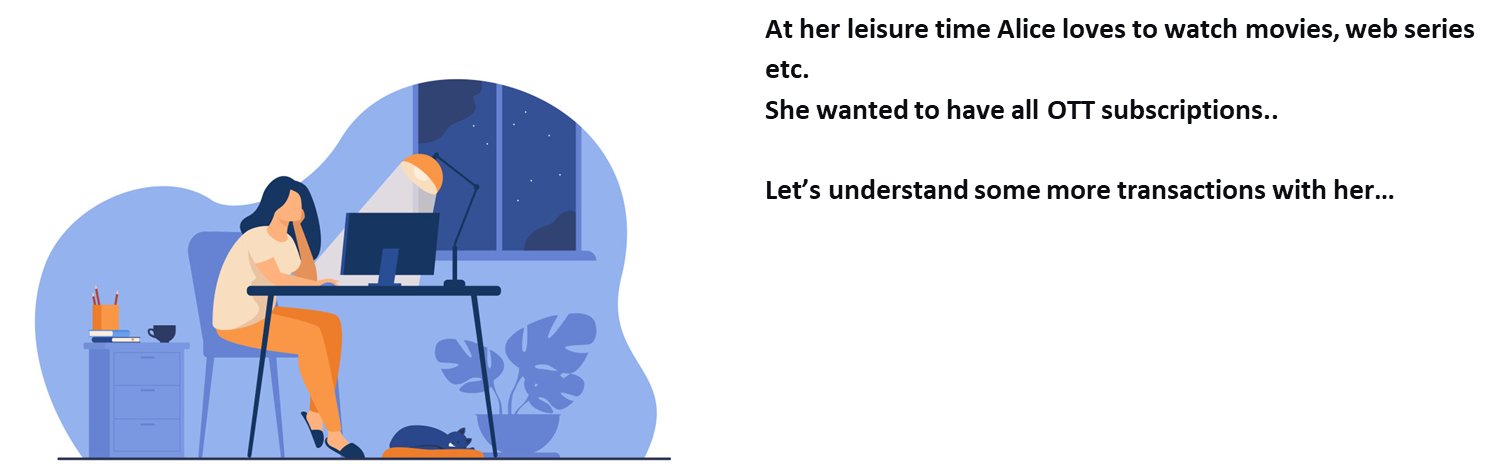 At her leisure time Alice loves to watch movies, web series
etc.
She wanted to have all OTT subscriptions..
Let’s understand some more transactions with her…